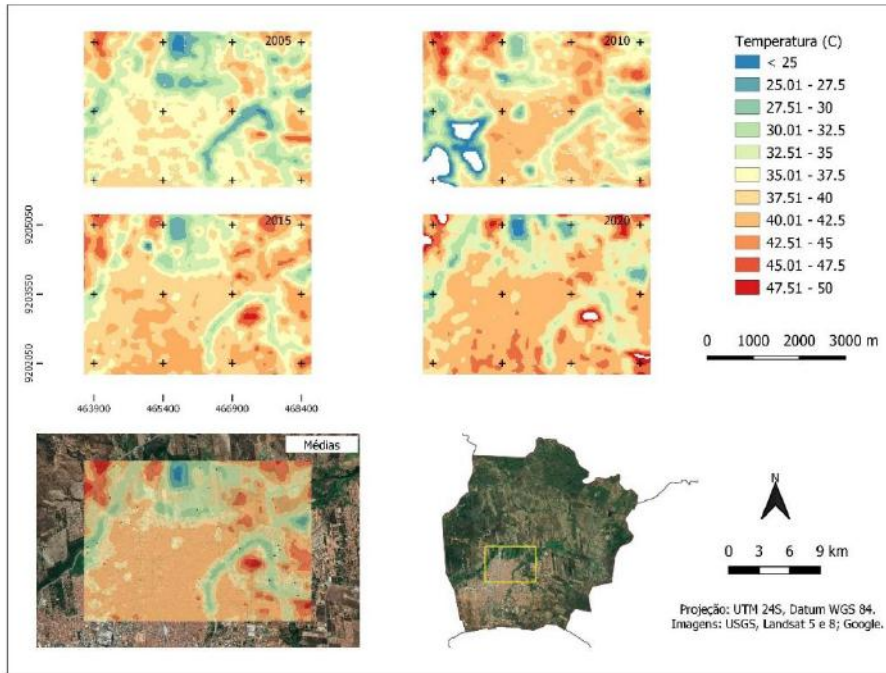 2005
2010
2015
2020
Temperatura (C)
< 25
25.01 - 27.5
27.51 - 30
30.01 - 32.5
32.51 - 35
35.01 - 37.5
37.51 - 40
40.01 - 42.5
42.51 - 45
45.01 - 47.5
47.51 - 50
0 1000 2000 3000 m
9205050
9203550
9202050
463900 465400 466900 468400
Médias
N
0 3 6 9 km
Projeção: UTM 24S, Datum WGS 84.
Imagens: USGS, Landsat 5 e 8; Google.